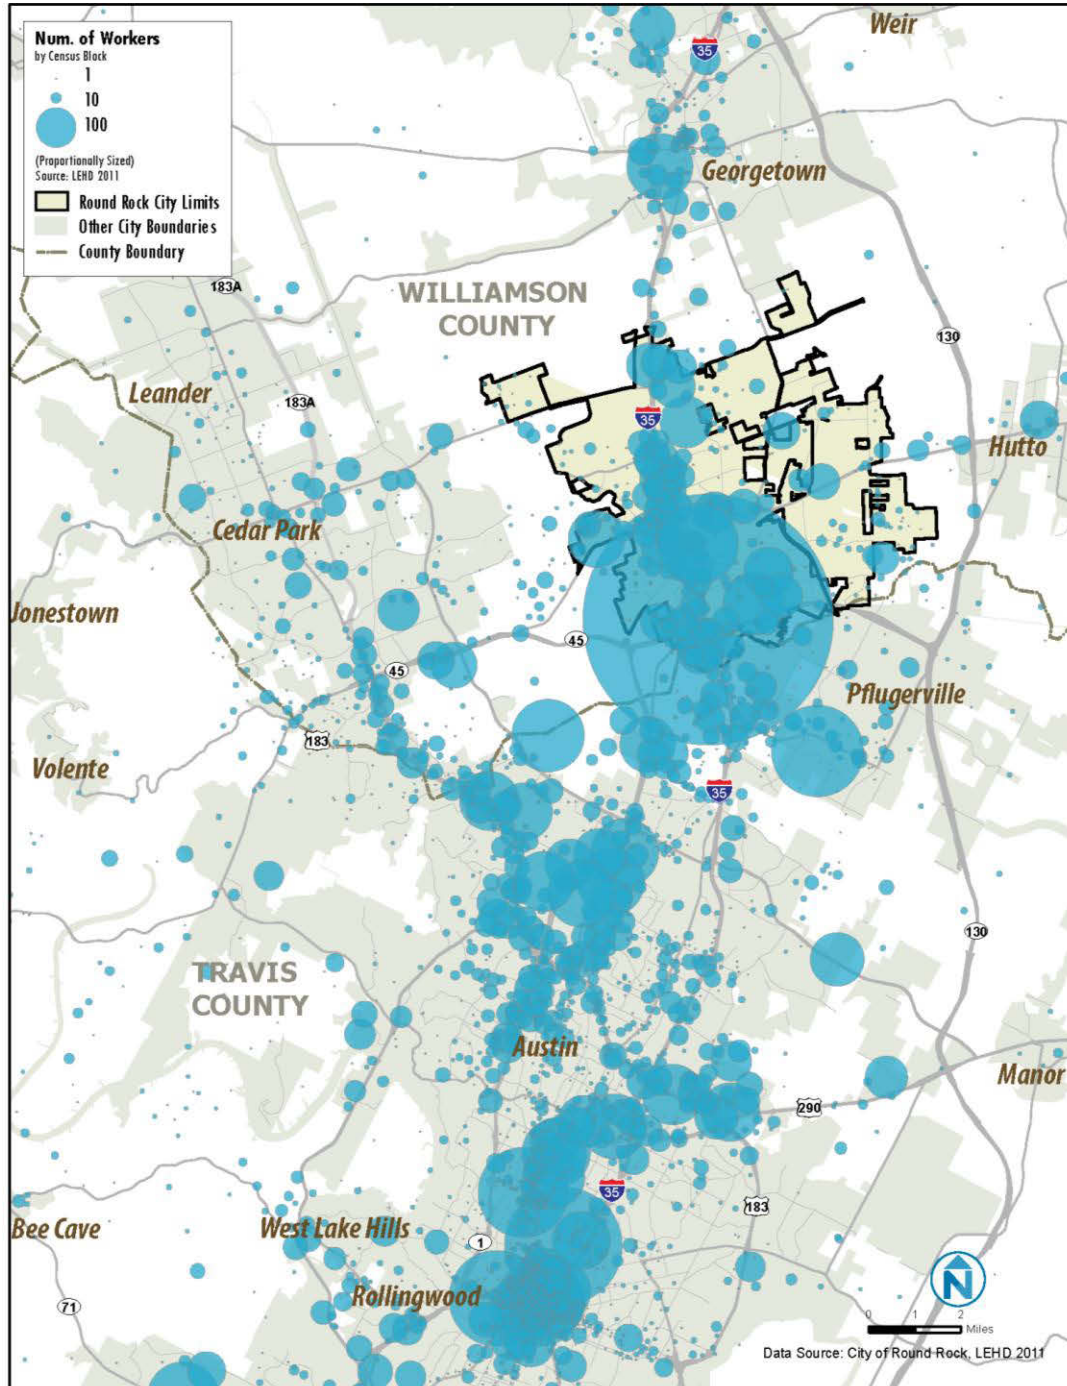 Num. of Workers
by Census Block
1
10
100
(Proportionally Sized)
Source: LEHD 2011
Round Rock City Limits
Other City Boundaries
County Boundary
Weir
35
Georgetown
183A
WILLIAMSON
COUNTY
130
Leander
183A
35
Hutto
Cedar Park
Jonestown
45
45
Pflugerville
183
Volente
35
130
TRAVIS
COUNTY
Austin
Manor
290
35
183
Bee Cave
West Lake Hills
1
N
Rollingwood
71
0 1 2
Miles
Data Source: City of Round Rock, LEHD 2011